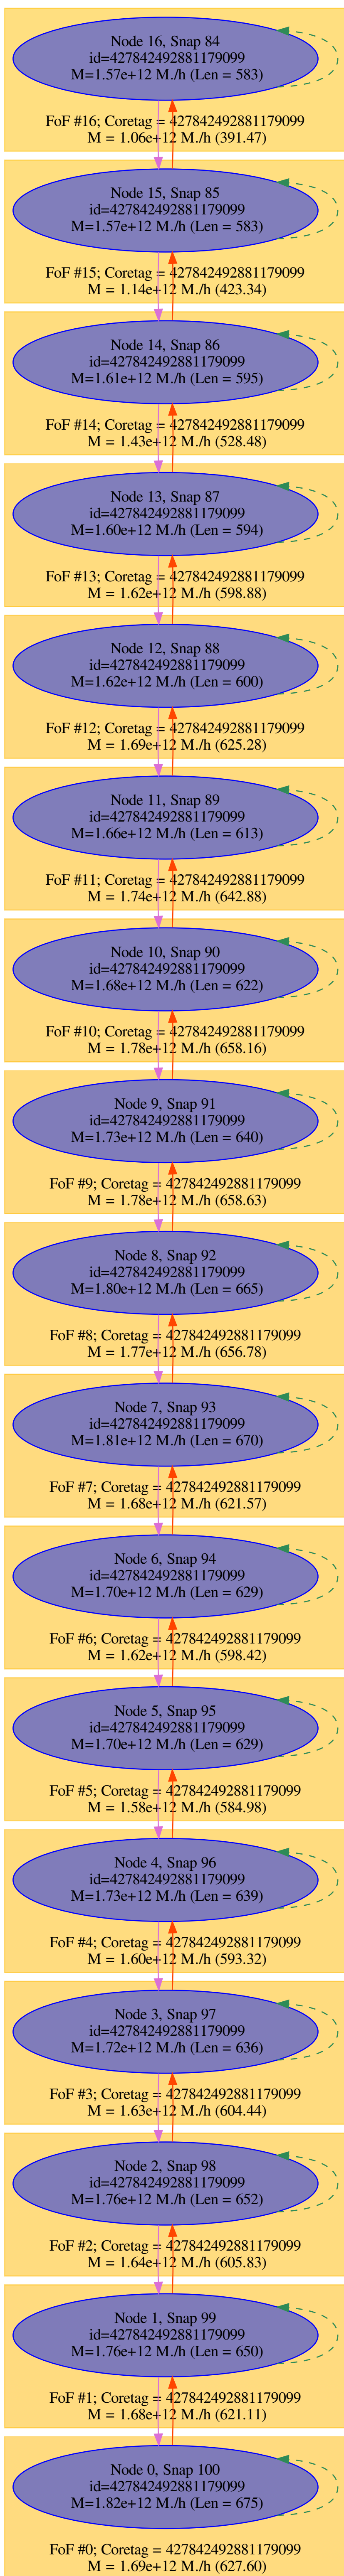 Node 16, Snap 84
id=427842492881179099
M=1.57e+12 M./h (Len = 583)
FoF #16; Coretag = 427842492881179099
M = 1.06e+12 M./h (391.47)
Node 15, Snap 85
id=427842492881179099
M=1.57e+12 M./h (Len = 583)
FoF #15; Coretag = 427842492881179099
M = 1.14e+12 M./h (423.34)
Node 14, Snap 86
id=427842492881179099
M=1.61e+12 M./h (Len = 595)
FoF #14; Coretag = 427842492881179099
M = 1.43e+12 M./h (528.48)
Node 13, Snap 87
id=427842492881179099
M=1.60e+12 M./h (Len = 594)
FoF #13; Coretag = 427842492881179099
M = 1.62e+12 M./h (598.88)
Node 12, Snap 88
id=427842492881179099
M=1.62e+12 M./h (Len = 600)
FoF #12; Coretag = 427842492881179099
M = 1.69e+12 M./h (625.28)
Node 11, Snap 89
id=427842492881179099
M=1.66e+12 M./h (Len = 613)
FoF #11; Coretag = 427842492881179099
M = 1.74e+12 M./h (642.88)
Node 10, Snap 90
id=427842492881179099
M=1.68e+12 M./h (Len = 622)
FoF #10; Coretag = 427842492881179099
M = 1.78e+12 M./h (658.16)
Node 9, Snap 91
id=427842492881179099
M=1.73e+12 M./h (Len = 640)
FoF #9; Coretag = 427842492881179099
M = 1.78e+12 M./h (658.63)
Node 8, Snap 92
id=427842492881179099
M=1.80e+12 M./h (Len = 665)
FoF #8; Coretag = 427842492881179099
M = 1.77e+12 M./h (656.78)
Node 7, Snap 93
id=427842492881179099
M=1.81e+12 M./h (Len = 670)
FoF #7; Coretag = 427842492881179099
M = 1.68e+12 M./h (621.57)
Node 6, Snap 94
id=427842492881179099
M=1.70e+12 M./h (Len = 629)
FoF #6; Coretag = 427842492881179099
M = 1.62e+12 M./h (598.42)
Node 5, Snap 95
id=427842492881179099
M=1.70e+12 M./h (Len = 629)
FoF #5; Coretag = 427842492881179099
M = 1.58e+12 M./h (584.98)
Node 4, Snap 96
id=427842492881179099
M=1.73e+12 M./h (Len = 639)
FoF #4; Coretag = 427842492881179099
M = 1.60e+12 M./h (593.32)
Node 3, Snap 97
id=427842492881179099
M=1.72e+12 M./h (Len = 636)
FoF #3; Coretag = 427842492881179099
M = 1.63e+12 M./h (604.44)
Node 2, Snap 98
id=427842492881179099
M=1.76e+12 M./h (Len = 652)
FoF #2; Coretag = 427842492881179099
M = 1.64e+12 M./h (605.83)
Node 1, Snap 99
id=427842492881179099
M=1.76e+12 M./h (Len = 650)
FoF #1; Coretag = 427842492881179099
M = 1.68e+12 M./h (621.11)
Node 0, Snap 100
id=427842492881179099
M=1.82e+12 M./h (Len = 675)
FoF #0; Coretag = 427842492881179099
M = 1.69e+12 M./h (627.60)